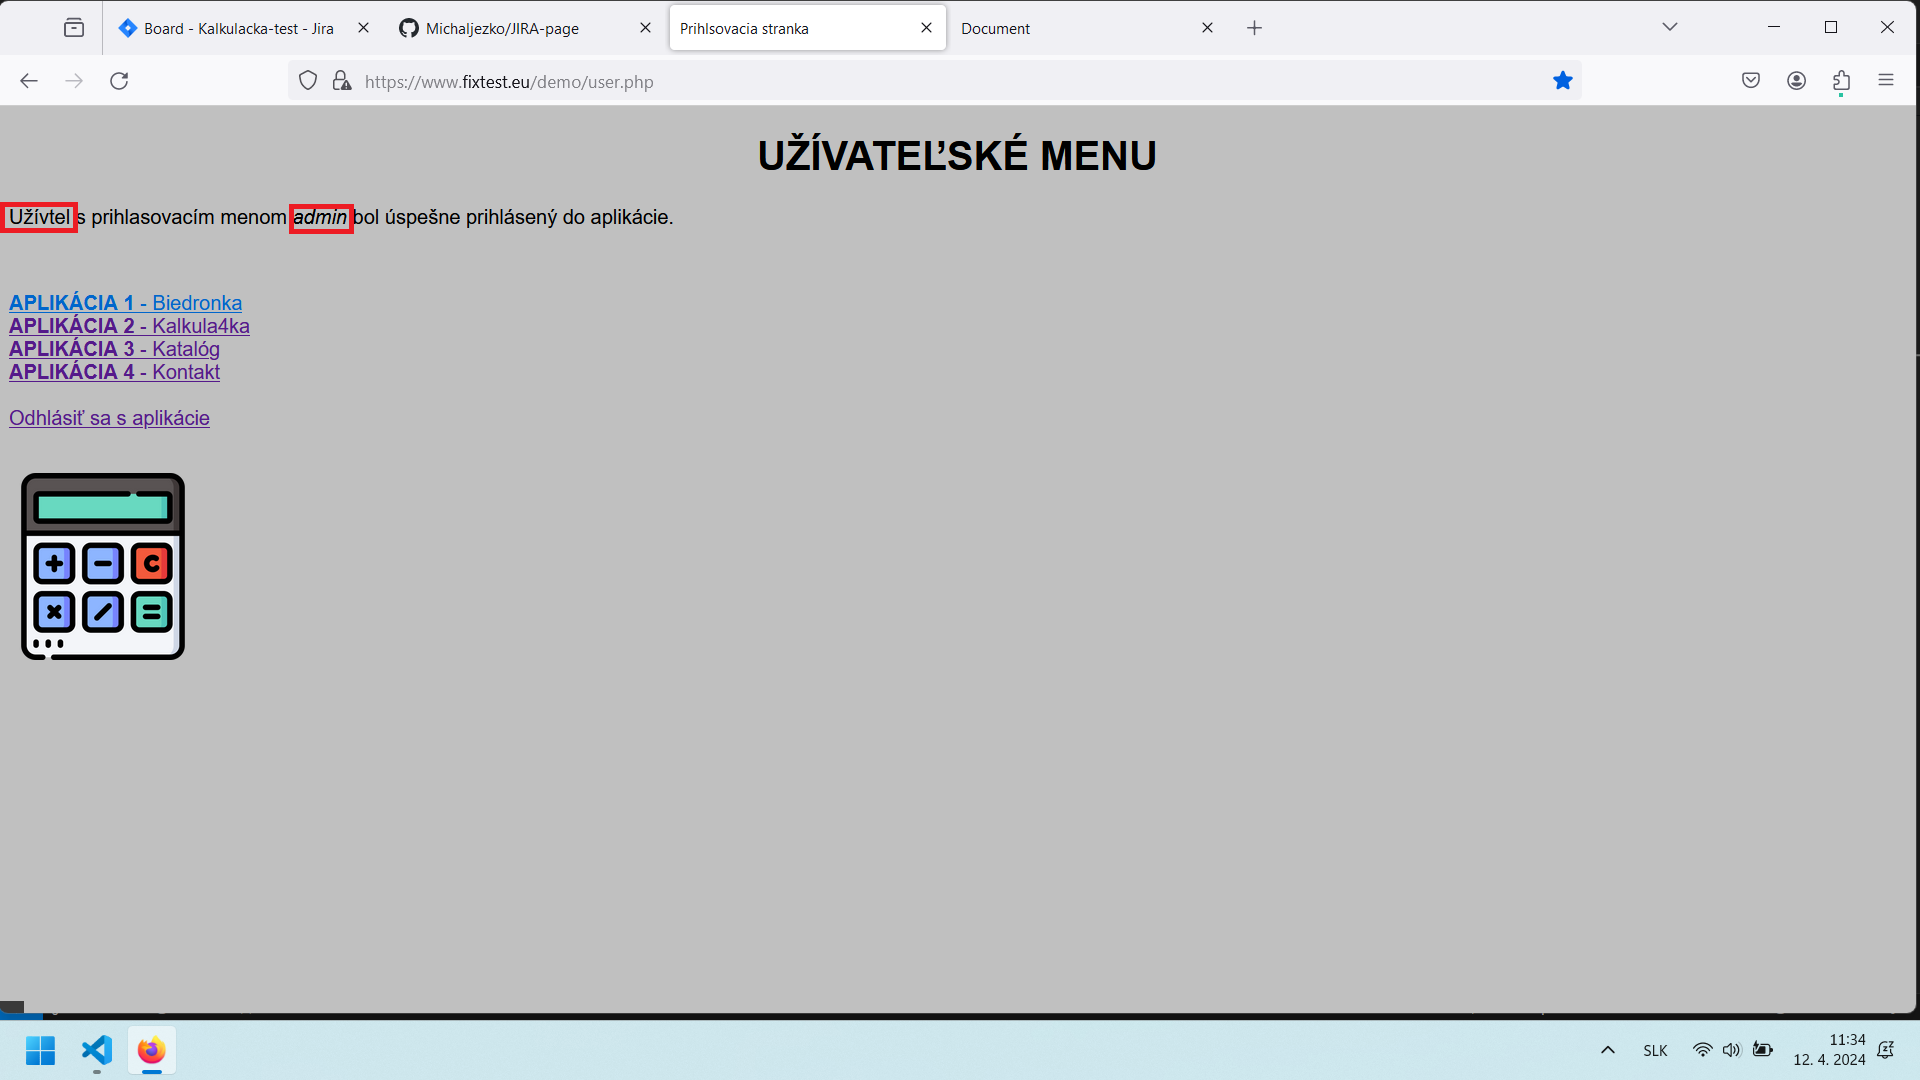 Board - Kalkulacka-test - Jira
Michaljezko/JIRA-page
Prihlsovacia stranka
Document
https://www.fixtest.eu/demo/user.php
UŽÍVATEĽSKÉ MENU
Užívtel s prihlasovacím menom admin bol úspešne prihlásený do aplikácie.
APLIKÁCIA 1 - Biedronka
APLIKÁCIA 2 - Kalkula4ka
APLIKÁCIA 3 - Katalóg
APLIKÁCIA 4 - Kontakt
Odhlásiť sa s aplikácie
C
SLK
11:34
12. 4. 2024